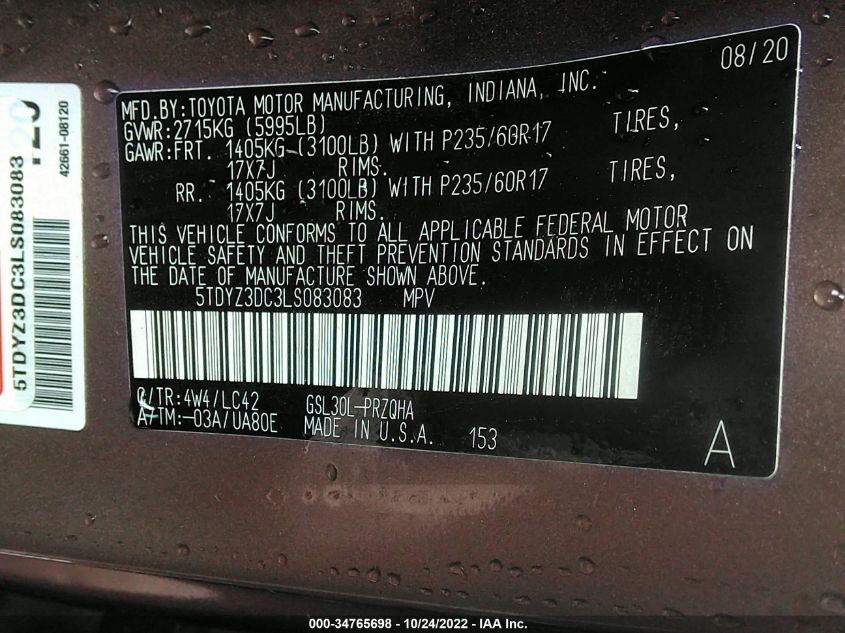 08/20
MFD.BY:TOYOTA MOTOR MANUFACTURING, INDIANA, INC.
GVWR:2715KG (5995LB)
GAWR:FRT. 1405KG (3100LB) WITH P235/60R17 TIRES,
17X7J RIMS.
RR. 1405KG (3100LB) WITH P235/60R17 TIRES,
17X7J RIMS.
THIS VEHICLE CONFORMS TO ALL APPLICABLE FEDERAL MOTOR
VEHICLE SAFETY AND THEFT PREVENTION STANDARDS IN EFFECT ON
THE DATE OF MANUFACTURE SHOWN ABOVE.
5TDYZ3DC3LS083083 MPV
C/TR:4W4/LC42 GSL30L-PRZQHA
A/TM:-03A/UA80E MADE IN U.S.A. 153
A
42661-08120
5TDYZ3DC3LS083083
000-34765698 - 10/24/2022 - IAA Inc.